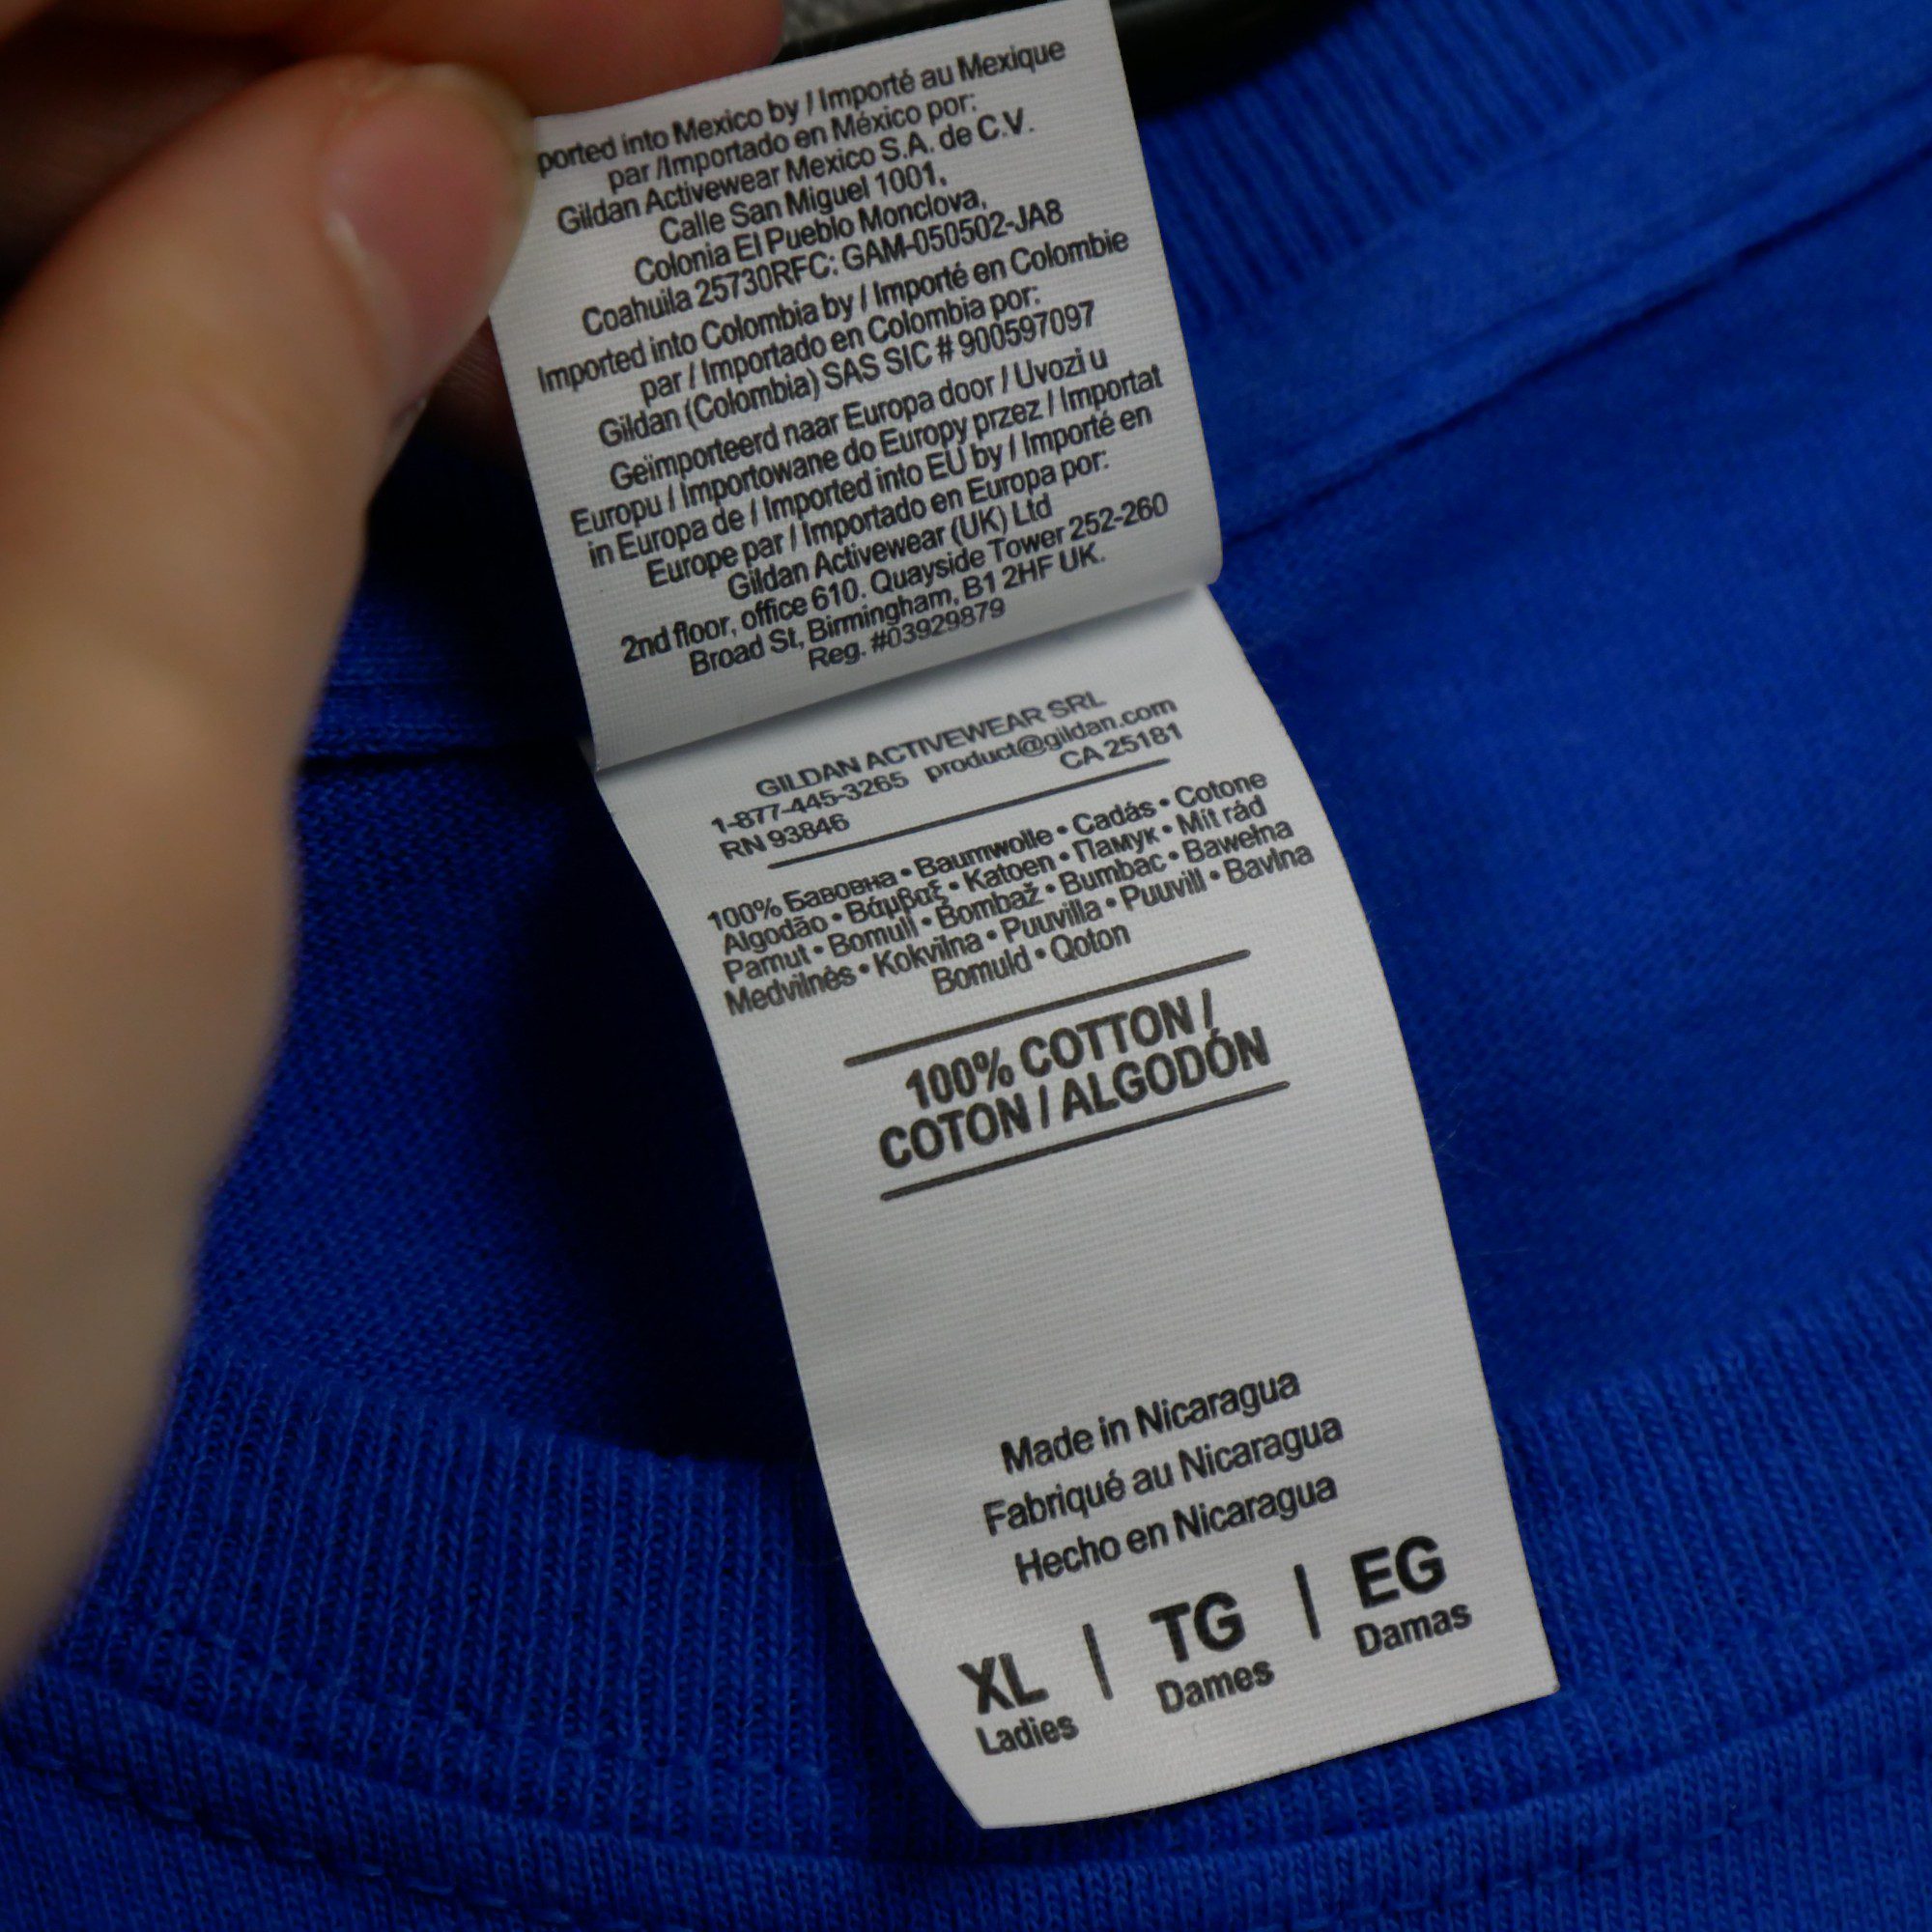 ported into Mexico by / Importé au Mexique
par /Importado en México por:
Gildan Activewear Mexico S.A. de C.V.
Calle San Miguel 1001,
Colonia El Pueblo Monclova,
Coahuila 25730RFC: GAM-050502-JA8
Imported into Colombia by / Importé en Colombie
par / Importado en Colombia por:
Gildan (Colombia) SAS SIC # 900597097
Geïmporteerd naar Europa door / Uvozi u
Europu / Importowane do Europy przez / Importat
in Europa de / Imported into EU by / Importé en
Europe par / Importado en Europa por:
Gildan Activewear (UK) Ltd
2nd floor, office 610. Quayside Tower 252-260
Broad St, Birmingham, B1 2HF UK.
Reg. #03929879
GILDAN ACTIVEWEAR SRL
1-877-445-3265 product@gildan.com
RN 93846 CA 25181
100% Бавовна • Baumwolle • Cadás • Cotone
Algodão • Βάμβαξ • Katoen • Памук • Mít rád
Pamut • Bomull • Bombaž • Bumbac • Bawełna
Medvilnės • Kokvilna • Puuvilla • Puuvill • Bavlna
Bomuld • Qoton
100% COTTON /
COTON / ALGODÓN
Made in Nicaragua
Fabriqué au Nicaragua
Hecho en Nicaragua
XL | TG | EG
Ladies Dames Damas